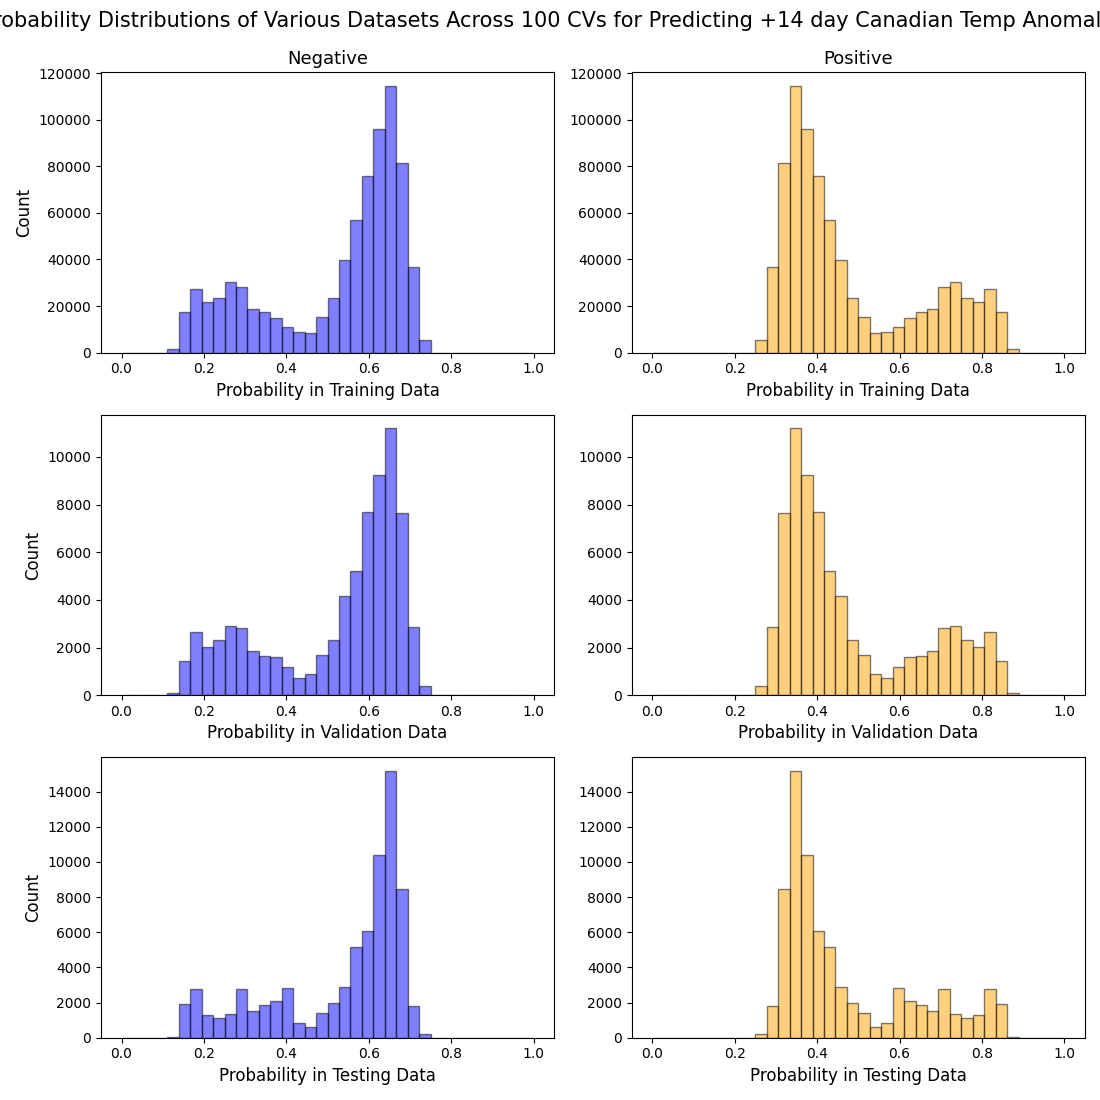 obability Distributions of Various Datasets Across 100 CVs for Predicting +14 day Canadian Temp Anomal
Negative
120000
100000
80000
60000
40000
20000
0
Count
0.0 0.2 0.4 0.6 0.8 1.0
Probability in Training Data
Positive
120000
100000
80000
60000
40000
20000
0
0.0 0.2 0.4 0.6 0.8 1.0
Probability in Training Data
10000
8000
6000
4000
2000
0
Count
0.0 0.2 0.4 0.6 0.8 1.0
Probability in Validation Data
10000
8000
6000
4000
2000
0
0.0 0.2 0.4 0.6 0.8 1.0
Probability in Validation Data
14000
12000
10000
8000
6000
4000
2000
0
Count
0.0 0.2 0.4 0.6 0.8 1.0
Probability in Testing Data
14000
12000
10000
8000
6000
4000
2000
0
0.0 0.2 0.4 0.6 0.8 1.0
Probability in Testing Data